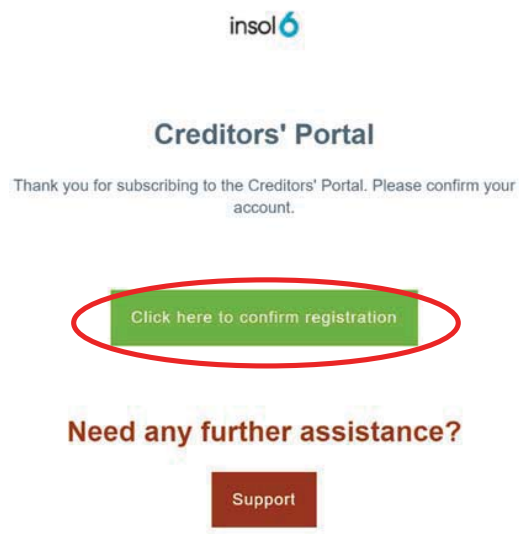 insol6
Creditors' Portal
Thank you for subscribing to the Creditors' Portal. Please confirm your
account.
Click here to confirm registration
Need any further assistance?
Support